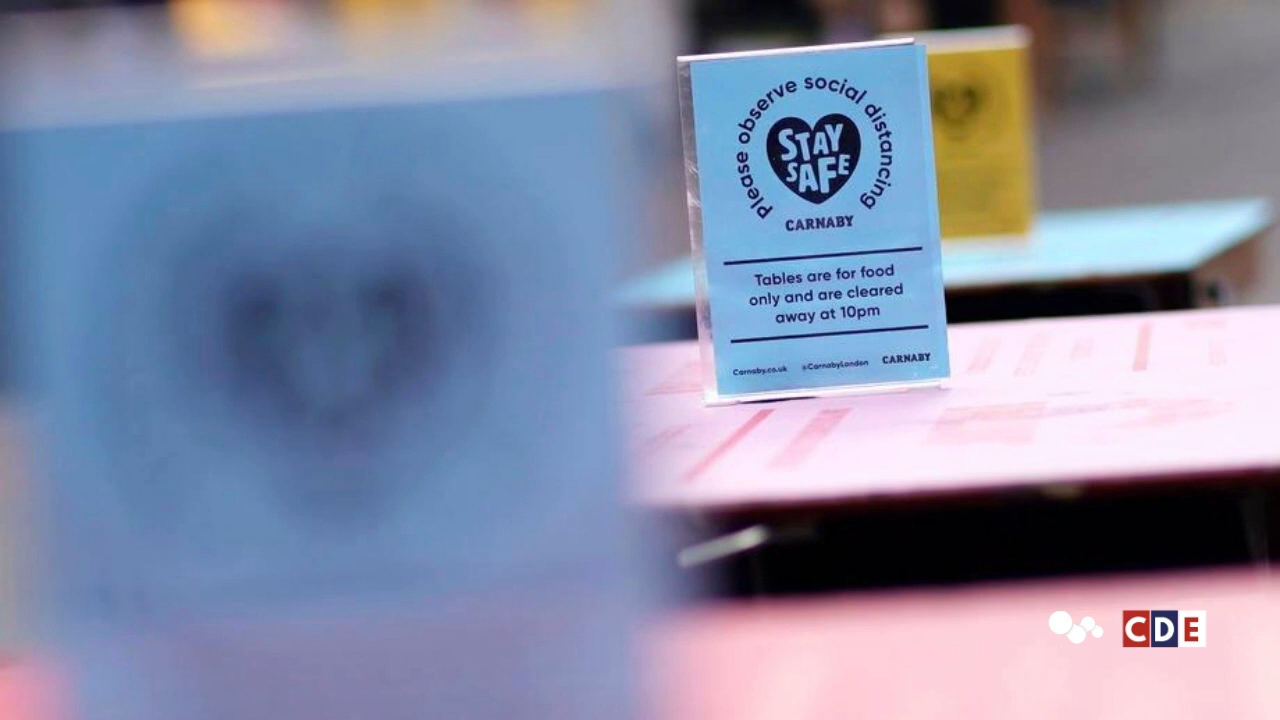 Please observe social distancing
STAY
SAFE
CARNABY
Tables are for food
only and are cleared
away at 10pm
Carnaby.co.uk @CarnabyLondon CARNABY
CDE